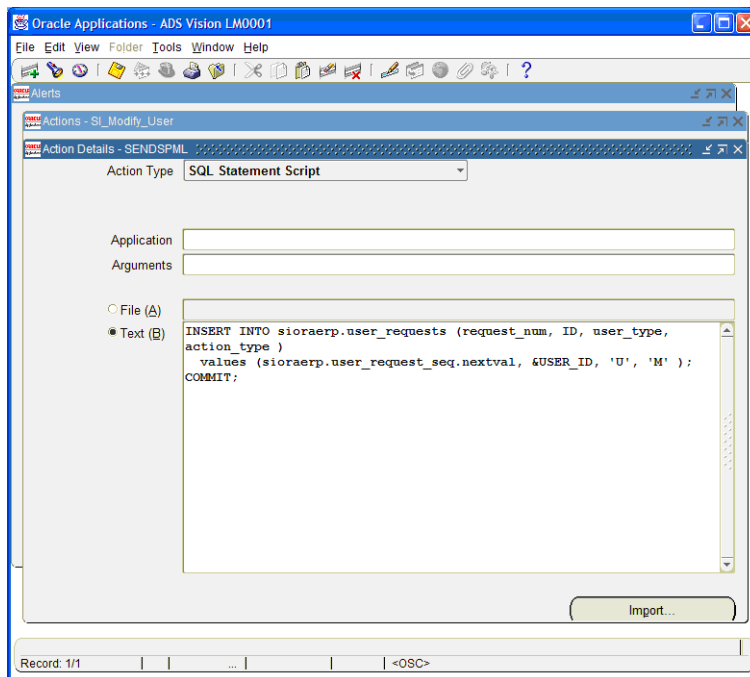 Oracle Applications - ADS Vision LM0001
File Edit View Folder Tools Window Help
Alerts
Actions - SI_Modify_User
Action Details - SENDSPML
Action Type SQL Statement Script
Application
Arguments
File (A)
Text (B)
INSERT INTO sioraerp.user_requests (request_num, ID, user_type,
action_type )
values (sioraerp.user_request_seq.nextval, &USER_ID, 'U', 'M' );
COMMIT;
Import...
Record: 1/1 ... <OSC>